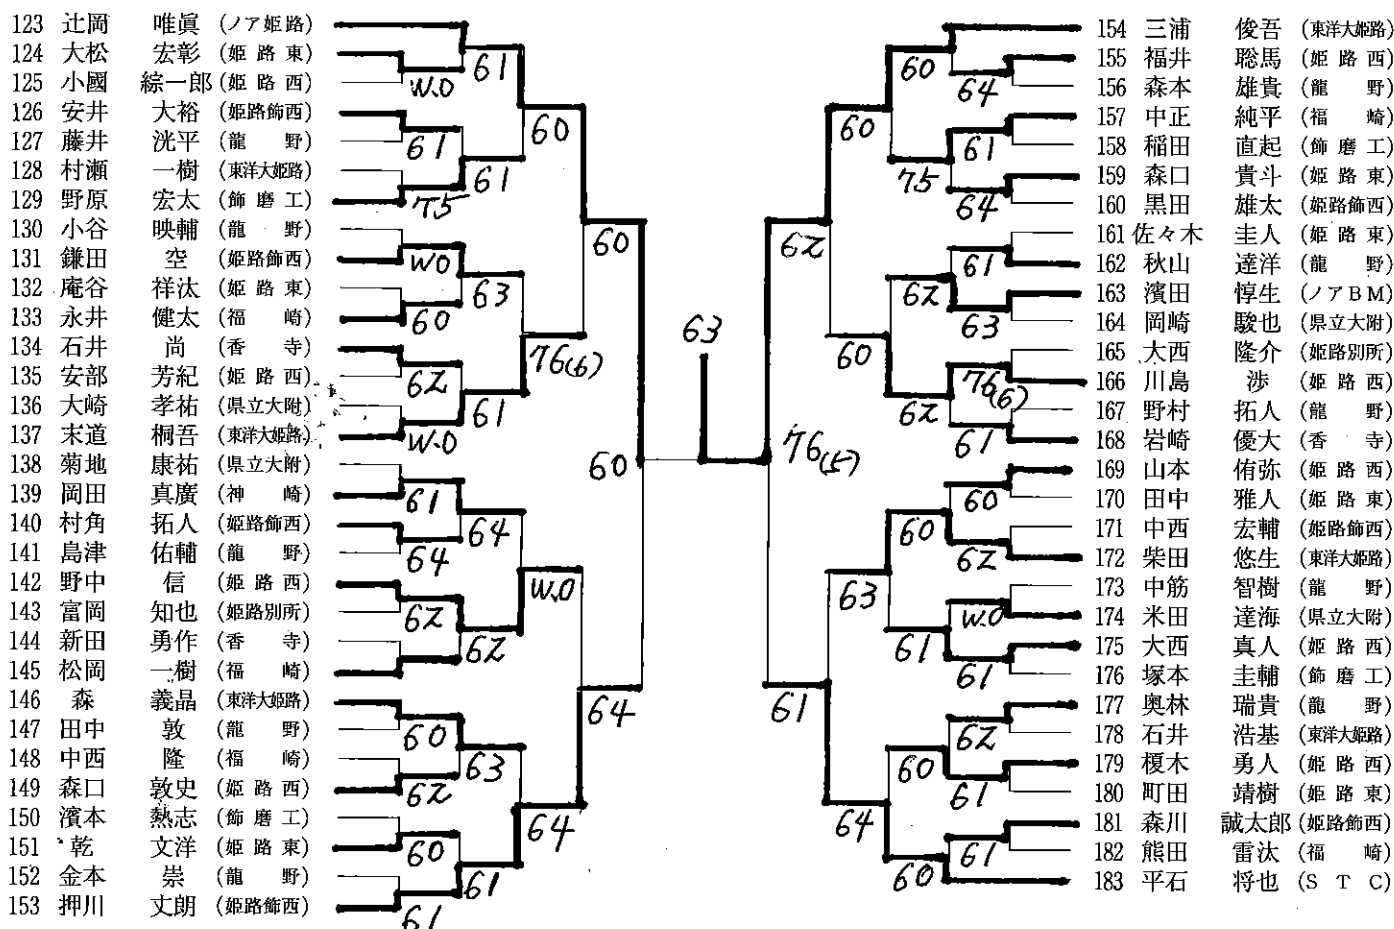 123 辻岡 唯眞 (ノア姫路)
124 大松 宏彰 (姫路東)
125 小國 綜一郎 (姫路西)
126 安井 大裕 (姫路飾西)
127 藤井 洸平 (龍野)
128 村瀬 一樹 (東洋大姫路)
129 野原 宏太 (飾磨工)
130 小谷 映輔 (龍野)
131 鎌田 空 (姫路飾西)
132 庵谷 祥汰 (姫路東)
133 永井 健太 (福崎)
134 石井 尚 (香寺)
135 安部 芳紀 (姫路西)
136 大崎 孝祐 (県立大附)
137 末道 桐吾 (東洋大姫路)
138 菊地 康祐 (県立大附)
139 岡田 真廣 (神崎)
140 村角 拓人 (姫路飾西)
141 島津 佑輔 (龍野)
142 野中 信 (姫路西)
143 富岡 知也 (姫路別所)
144 新田 勇作 (香寺)
145 松岡 一樹 (福崎)
146 森 義晶 (東洋大姫路)
147 田中 敦 (龍野)
148 中西 隆 (福崎)
149 森口 敦史 (姫路西)
150 濱本 熱志 (飾磨工)
151 乾 文洋 (姫路東)
152 金本 崇 (龍野)
153 押川 丈朗 (姫路飾西)
W.O
61
75
W0
60
62
W.O
61
64
62
60
62
60
61
61
61
63
61
64
62
63
61
60
76(6)
W.O
64
60
64
60
63
76(5)
62
61
60
60
63
64
60
75
62
62
60
61
60
60
64
61
64
61
63
76(6)
61
60
62
W.O
61
62
61
61
154 三浦 俊吾 (東洋大姫路)
155 福井 聡馬 (姫路西)
156 森本 雄貴 (龍野)
157 中正 純平 (福崎)
158 稲田 直起 (飾磨工)
159 森口 貴斗 (姫路東)
160 黒田 雄太 (姫路飾西)
161 佐々木 圭人 (姫路東)
162 秋山 達洋 (龍野)
163 濱田 惇生 (ノアBM)
164 岡崎 駿也 (県立大附)
165 大西 隆介 (姫路別所)
166 川島 渉 (姫路西)
167 野村 拓人 (龍野)
168 岩崎 優大 (香寺)
169 山本 侑弥 (姫路西)
170 田中 雅人 (姫路東)
171 中西 宏輔 (姫路飾西)
172 柴田 悠生 (東洋大姫路)
173 中筋 智樹 (龍野)
174 米田 達海 (県立大附)
175 大西 真人 (姫路西)
176 塚本 圭輔 (飾磨工)
177 奥林 瑞貴 (龍野)
178 石井 浩基 (東洋大姫路)
179 榎木 勇人 (姫路西)
180 町田 靖樹 (姫路東)
181 森川 誠太郎 (姫路飾西)
182 熊田 雷汰 (福崎)
183 平石 将也 (STC)